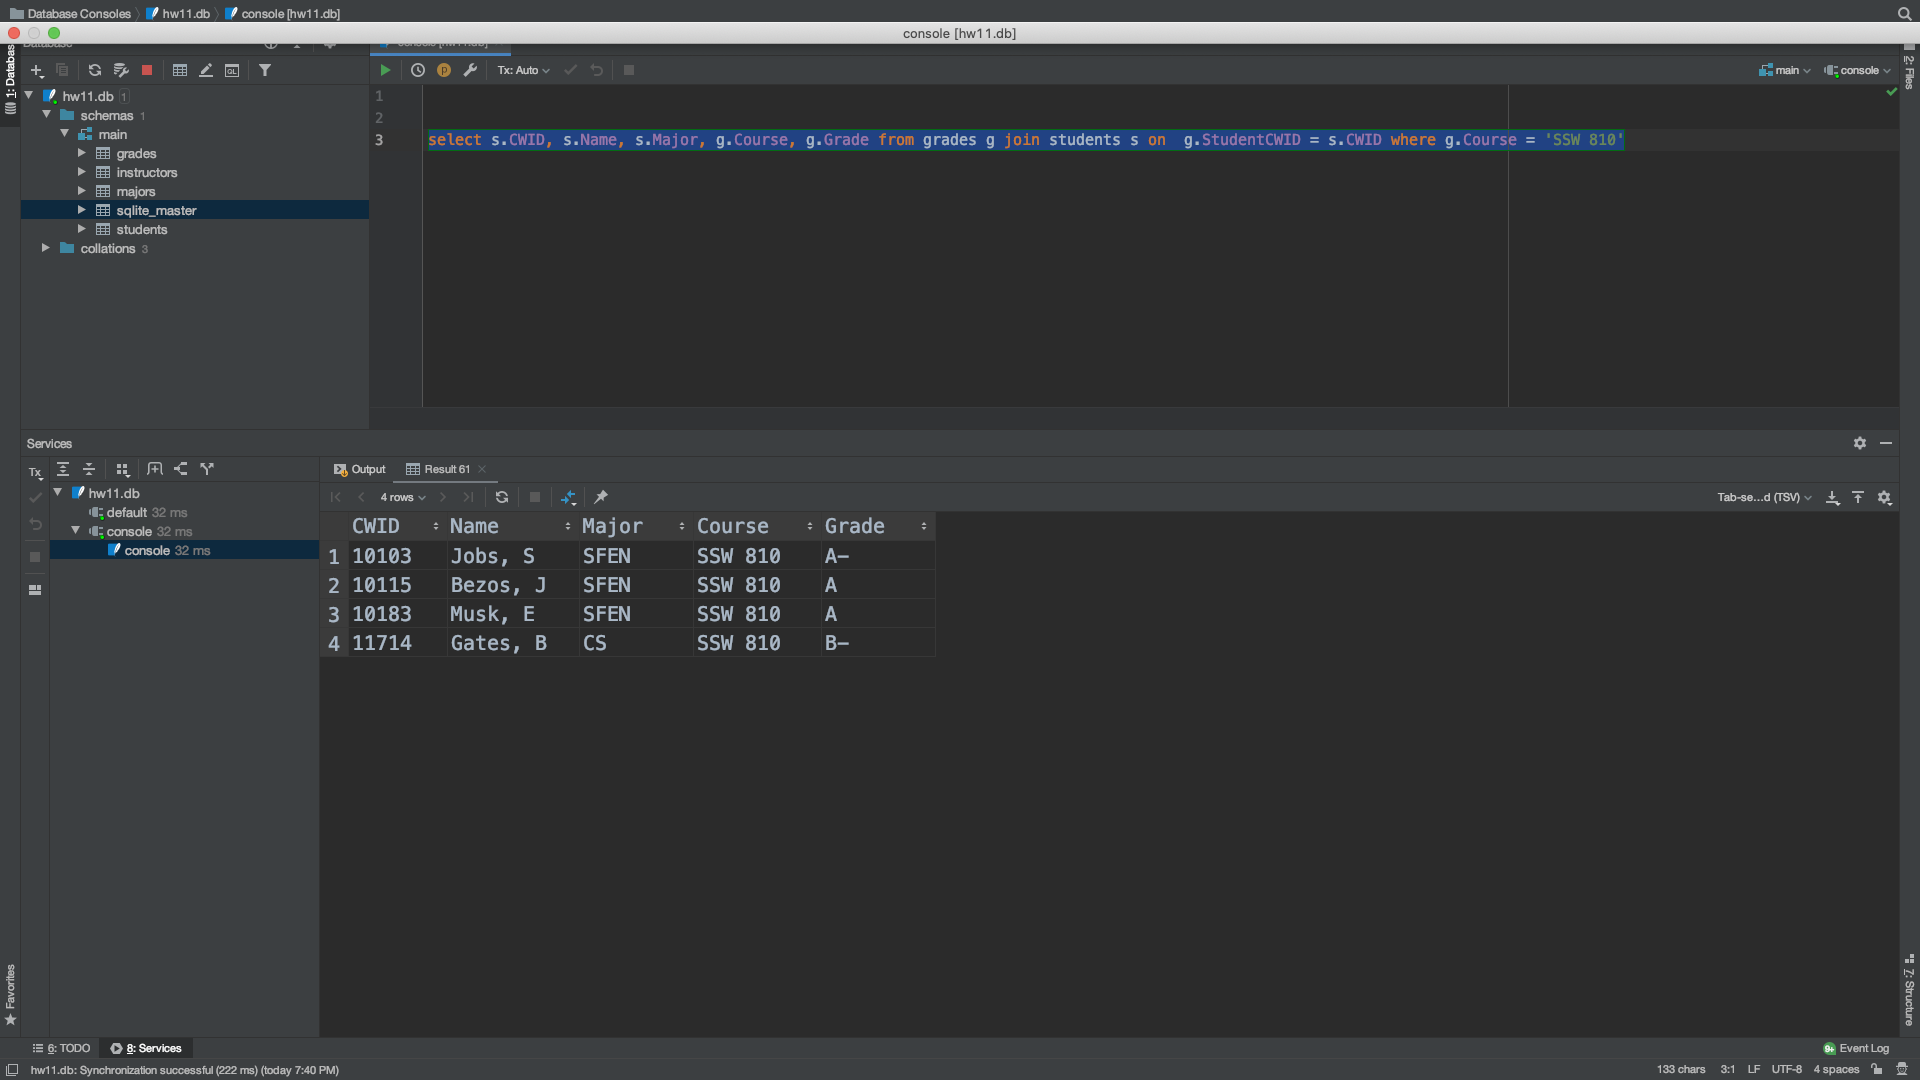 Database Consoles hw11.db console [hw11.db]
console [hw11.db]
1: Database
Tx: Auto
main
console
2: Files
hw11.db 1
schemas 1
main
grades
instructors
majors
sqlite_master
students
collations 3
1
2
3 select s.CWID, s.Name, s.Major, g.Course, g.Grade from grades g join students s on  g.StudentCWID = s.CWID where g.Course = 'SSW 810'
Services
Tx
hw11.db
default 32 ms
console 32 ms
console 32 ms
Output Result 61
4 rows
Tab-se...d (TSV)
CWID Name Major Course Grade
1 10103 Jobs, S SFEN SSW 810 A-
2 10115 Bezos, J SFEN SSW 810 A
3 10183 Musk, E SFEN SSW 810 A
4 11714 Gates, B CS SSW 810 B-
Favorites
7: Structure
6: TODO 8: Services
9+ Event Log
hw11.db: Synchronization successful (222 ms) (today 7:40 PM)
133 chars 3:1 LF UTF-8 4 spaces